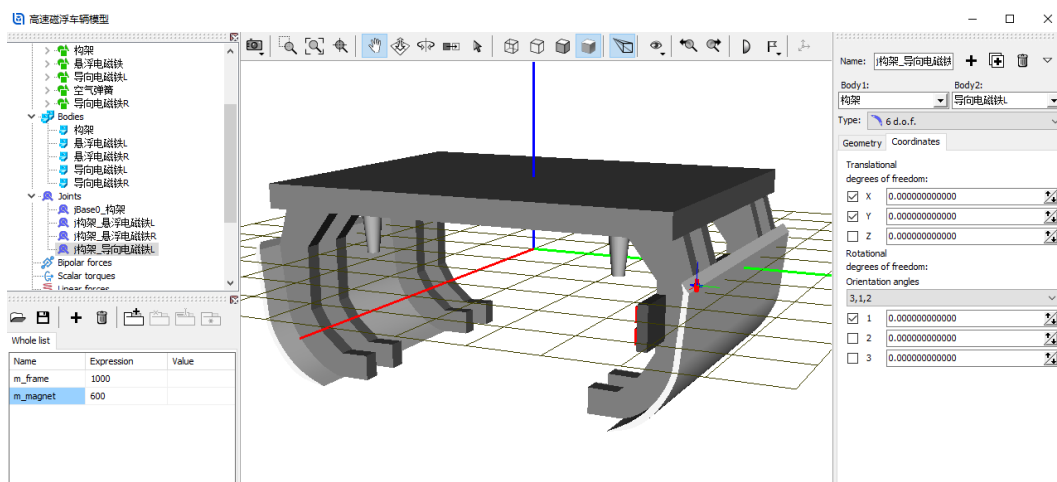 高速磁浮车辆模型
构架
悬浮电磁铁
导向电磁铁L
空气弹簧
导向电磁铁R
Bodies
构架
悬浮电磁铁L
悬浮电磁铁R
导向电磁铁L
导向电磁铁R
Joints
jBase0_构架
j构架_悬浮电磁铁L
j构架_悬浮电磁铁R
j构架_导向电磁铁L
Bipolar forces
Scalar torques
Linear forces
Whole list
Name Expression Value
m_frame 1000
m_magnet 600
Name: j构架_导向电磁铁
Body1: Body2:
构架 导向电磁铁L
Type: 6 d.o.f.
Geometry Coordinates
Translational
degrees of freedom:
X 0.000000000000
Y 0.000000000000
Z 0.000000000000
Rotational
degrees of freedom:
Orientation angles
3,1,2
1 0.000000000000
2 0.000000000000
3 0.000000000000